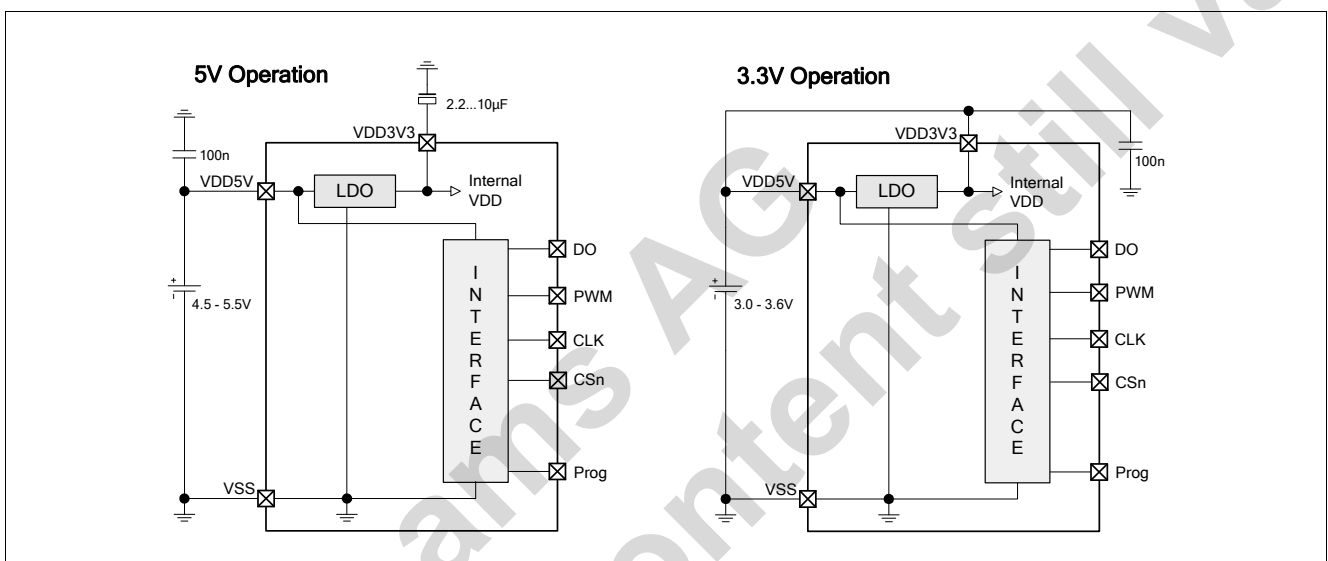 5V Operation
2.2...10µF
VDD3V3
100n
VDD5V
LDO
Internal
VDD
DO
INTERFACE
PWM
4.5 - 5.5V
CLK
CSn
Prog
VSS
3.3V Operation
VDD3V3
100n
VDD5V
LDO
Internal
VDD
DO
INTERFACE
PWM
3.0 - 3.6V
CLK
CSn
Prog
VSS
ams AG
content still